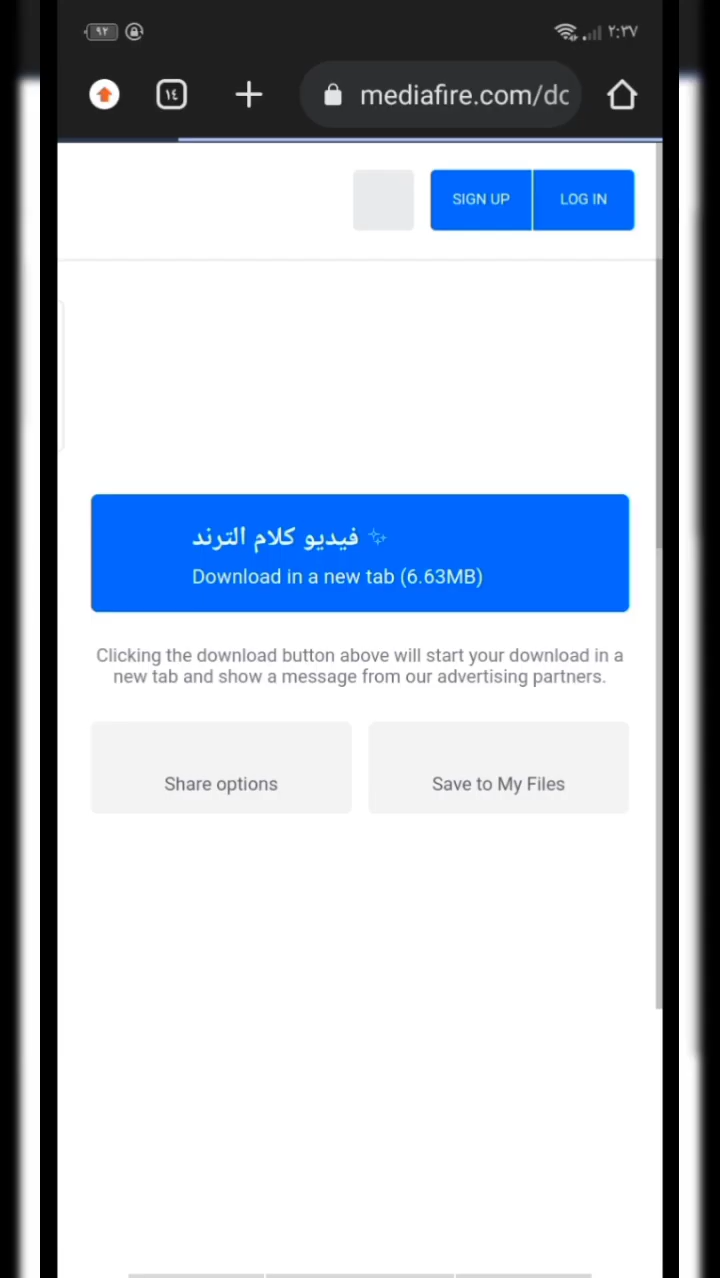 ٩٢
٢:٣٧
١٤
mediafire.com/dc
SIGN UP
LOG IN
فيديو كلام الترند ✨
Download in a new tab (6.63MB)
Clicking the download button above will start your download in a
new tab and show a message from our advertising partners.
Share options
Save to My Files